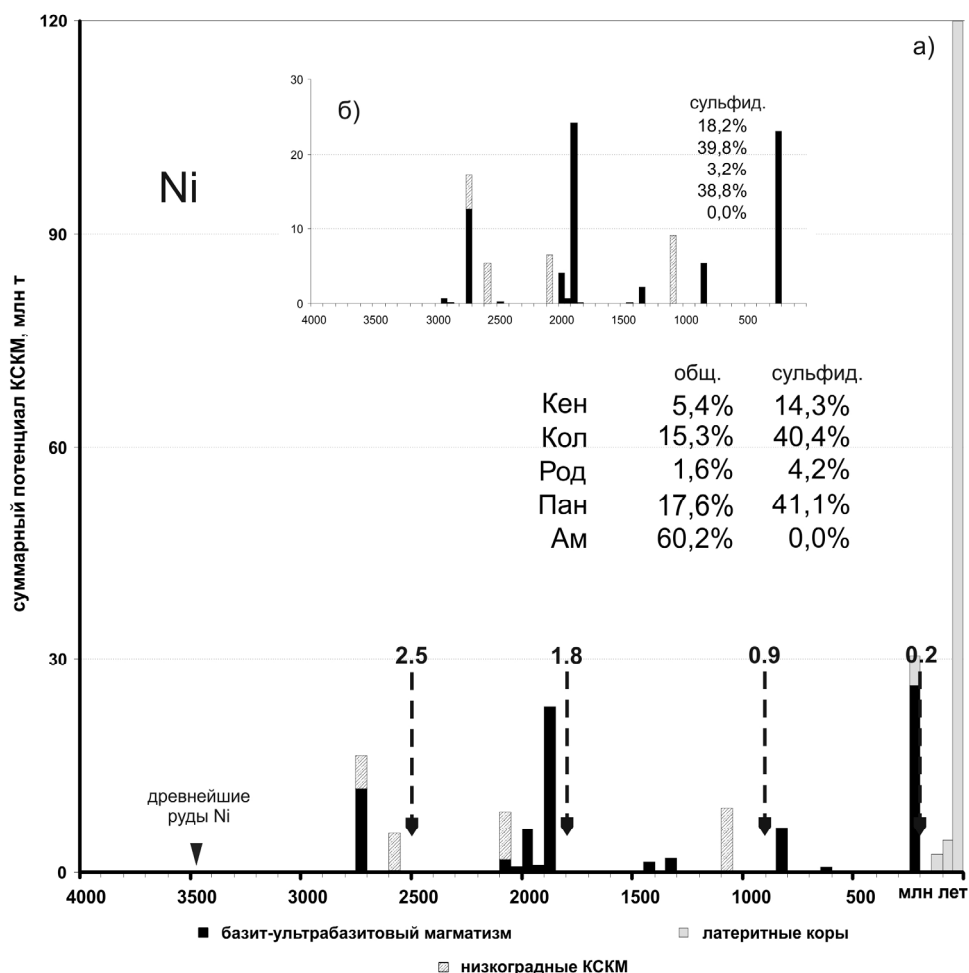 120
а)
30
б)
сульфид.
18,2%
39,8%
3,2%
38,8%
0,0%
Ni
20
10
0
4000 3500 3000 2500 2000 1500 1000 500
90
суммарный потенциал КСКМ, млн т
общ. сульфид.
Кен 5,4% 14,3%
Кол 15,3% 40,4%
Род 1,6% 4,2%
Пан 17,6% 41,1%
Ам 60,2% 0,0%
60
30
2.5 1.8 0.9 0.2
древнейшие
руды Ni
0
4000 3500 3000 2500 2000 1500 1000 500 млн лет
базит-ультрабазитовый магматизм
латеритные коры
низкоградные КСКМ